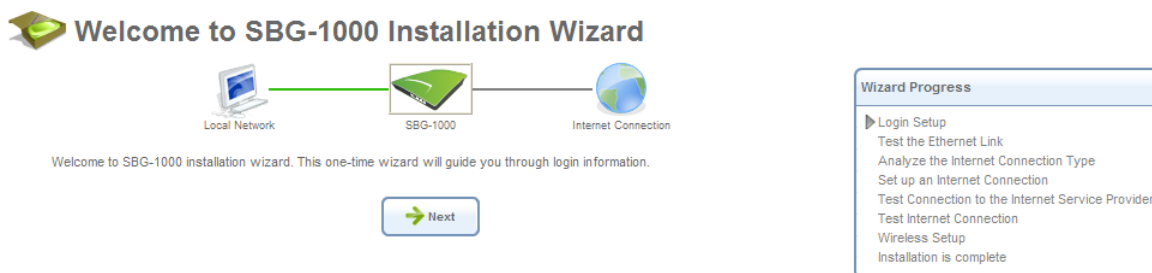 Welcome to SBG-1000 Installation Wizard
Local Network
SBG-1000
Internet Connection
Welcome to SBG-1000 installation wizard. This one-time wizard will guide you through login information.
Next
Wizard Progress
Login Setup
Test the Ethernet Link
Analyze the Internet Connection Type
Set up an Internet Connection
Test Connection to the Internet Service Provider
Test Internet Connection
Wireless Setup
Installation is complete